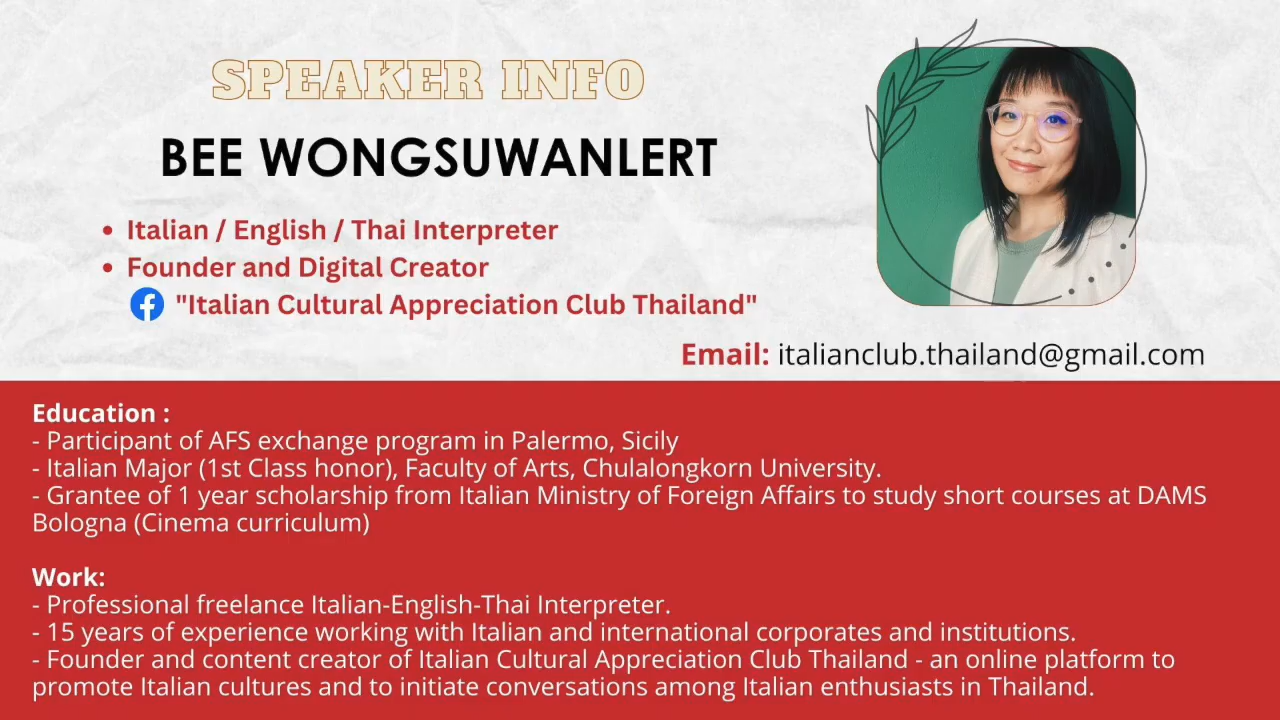 SPEAKER INFO
BEE WONGSUWANLERT
• Italian / English / Thai Interpreter
• Founder and Digital Creator
"Italian Cultural Appreciation Club Thailand"
Email: italianclub.thailand@gmail.com
Education :
- Participant of AFS exchange program in Palermo, Sicily
- Italian Major (1st Class honor), Faculty of Arts, Chulalongkorn University.
- Grantee of 1 year scholarship from Italian Ministry of Foreign Affairs to study short courses at DAMS
Bologna (Cinema curriculum)
Work:
- Professional freelance Italian-English-Thai Interpreter.
- 15 years of experience working with Italian and international corporates and institutions.
- Founder and content creator of Italian Cultural Appreciation Club Thailand - an online platform to
promote Italian cultures and to initiate conversations among Italian enthusiasts in Thailand.